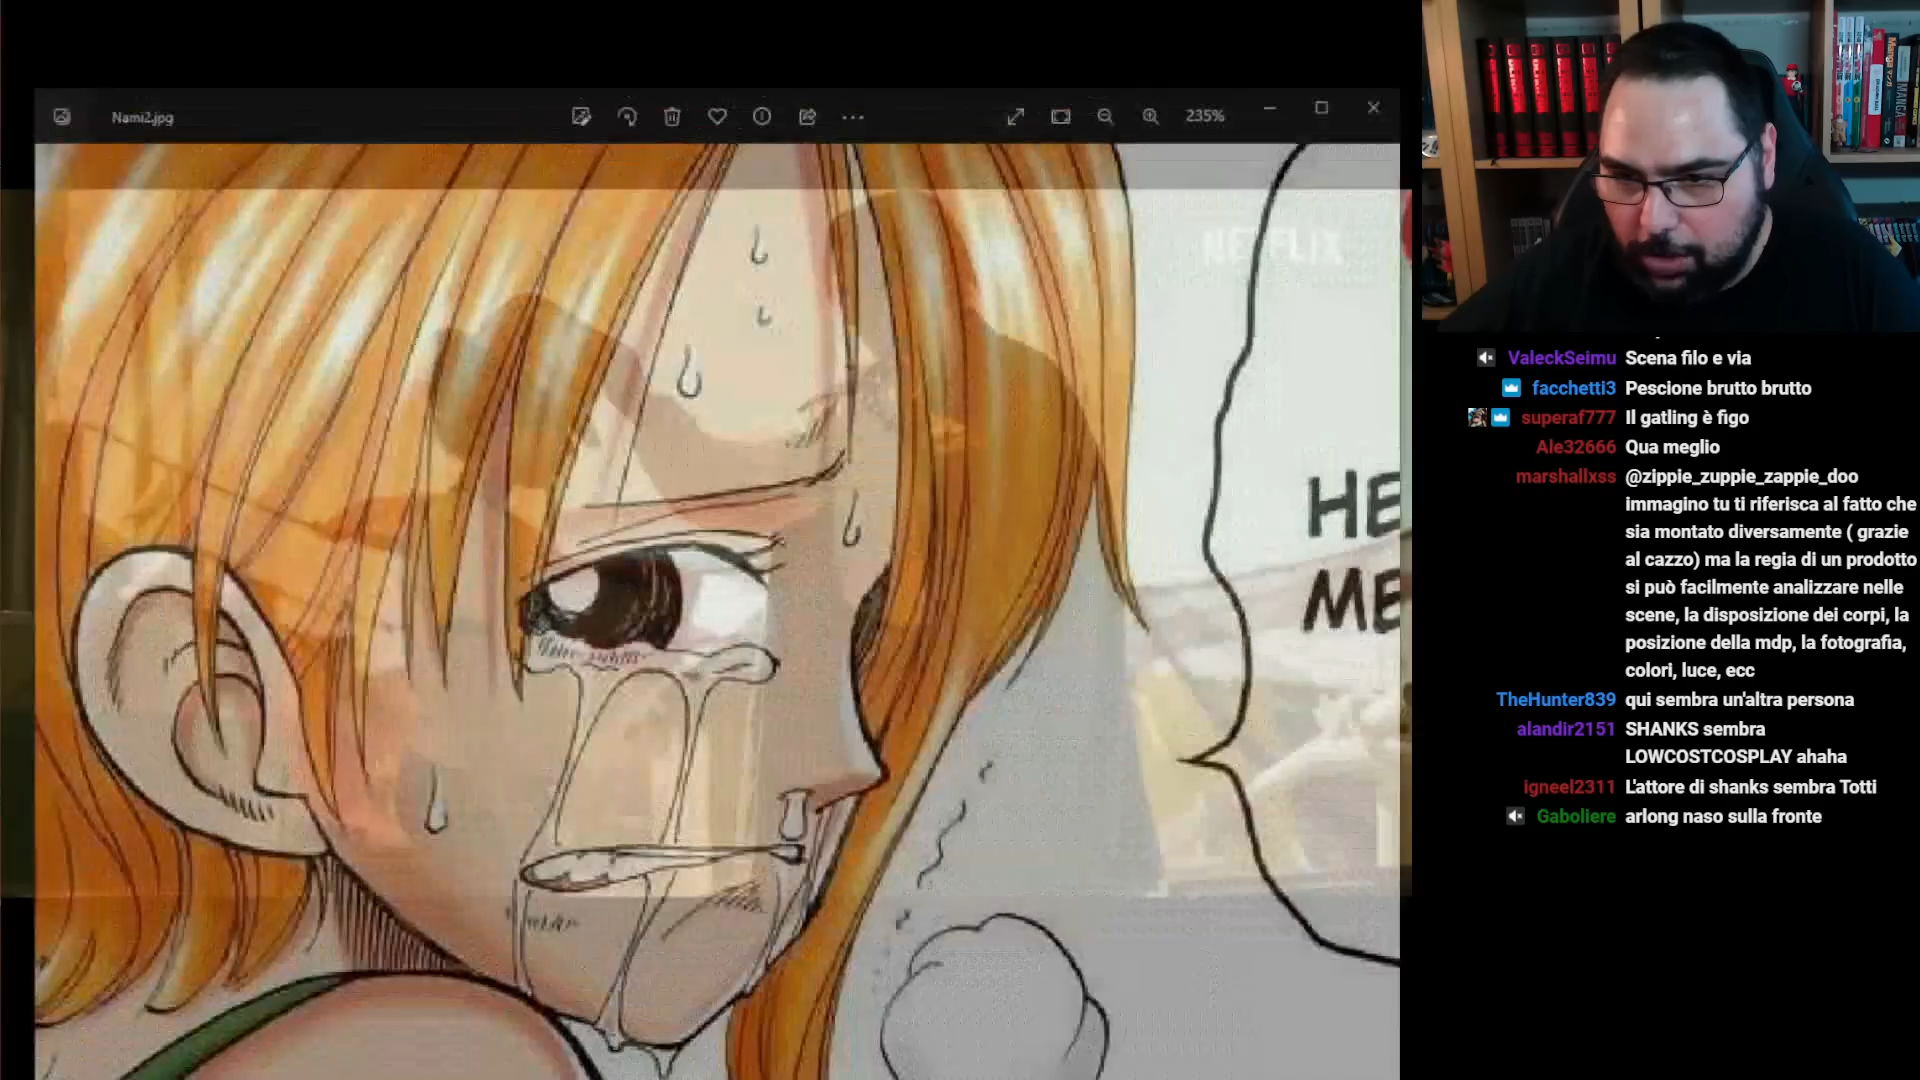 Nami2.jpg
235%
NETFLIX
HE
ME
ValeckSeimu Scena filo e via
facchetti3 Pescione brutto brutto
superaf777 Il gatling è figo
Ale32666 Qua meglio
marshallxss @zippie_zuppie_zappie_doo
immagino tu ti riferisca al fatto che
sia montato diversamente ( grazie
al cazzo) ma la regia di un prodotto
si può facilmente analizzare nelle
scene, la disposizione dei corpi, la
posizione della mdp, la fotografia,
colori, luce, ecc
TheHunter839 qui sembra un'altra persona
alandir2151 SHANKS sembra
LOWCOSTCOSPLAY ahaha
igneel2311 L'attore di shanks sembra Totti
Gaboliere arlong naso sulla fronte